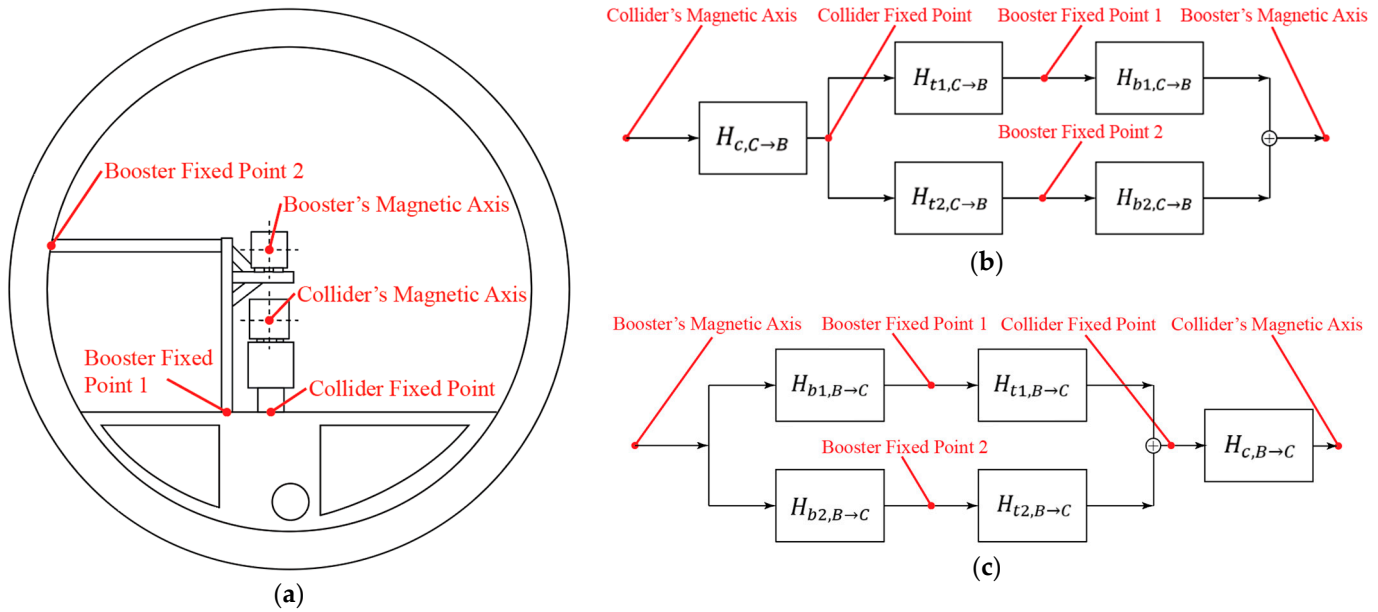 Booster Fixed Point 2
Booster's Magnetic Axis
Collider's Magnetic Axis
Booster Fixed
Point 1
Collider Fixed Point
(a)
Collider's Magnetic Axis
Collider Fixed Point
Booster Fixed Point 1
Booster's Magnetic Axis
H_{t1,C→B}
H_{b1,C→B}
H_{c,C→B}
Booster Fixed Point 2
H_{t2,C→B}
H_{b2,C→B}
(b)
Booster's Magnetic Axis
Booster Fixed Point 1
Collider Fixed Point
Collider's Magnetic Axis
H_{b1,B→C}
H_{t1,B→C}
Booster Fixed Point 2
H_{c,B→C}
H_{b2,B→C}
H_{t2,B→C}
(c)